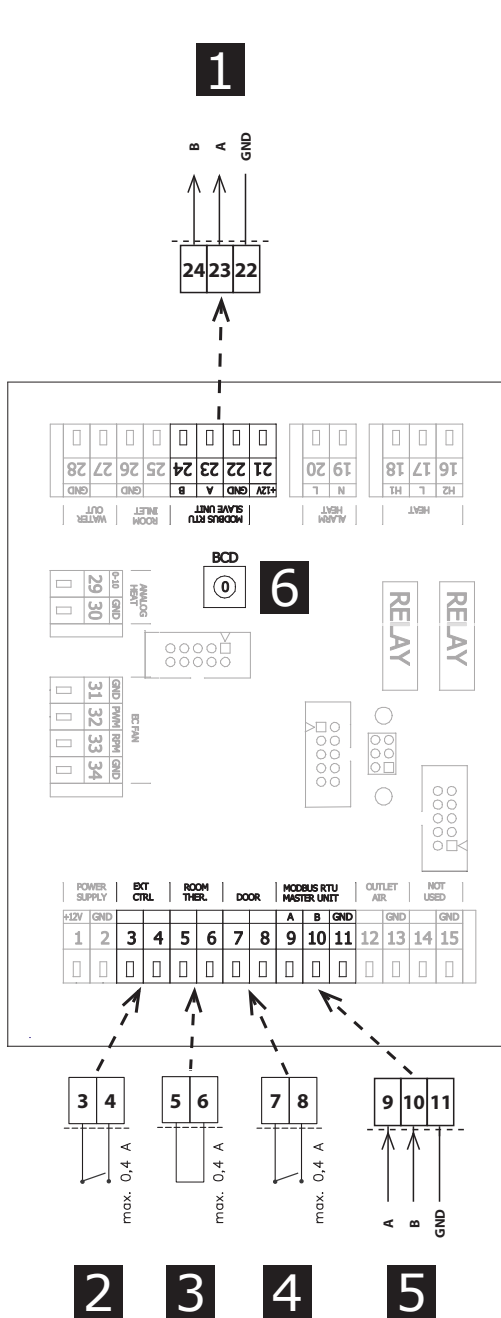 1
B A GND
24 23 22
28 27 26 25 24 23 22 21 20 19 18 17 16
GND GND B A GND +12V L N H1 L H2
WATER OUT
ROOM INLET
MODBUS RTU SLAVE UNIT
HEAT ALARM
HEAT
BCD
0
6
29 0-10
30 GND
ANALOG HEAT
RELAY RELAY
31 GND
32 PWM
33 RPM
34 GND
EC FAN
POWER EXT ROOM DOOR MODBUS RTU OUTLET NOT
SUPPLY CTRL THER. MASTER UNIT AIR USED
+12V GND A B GND GND GND
1 2 3 4 5 6 7 8 9 10 11 12 13 14 15
3 4 5 6 7 8 9 10 11
max. 0,4 A
max. 0,4 A
max. 0,4 A
A B GND
2 3 4 5